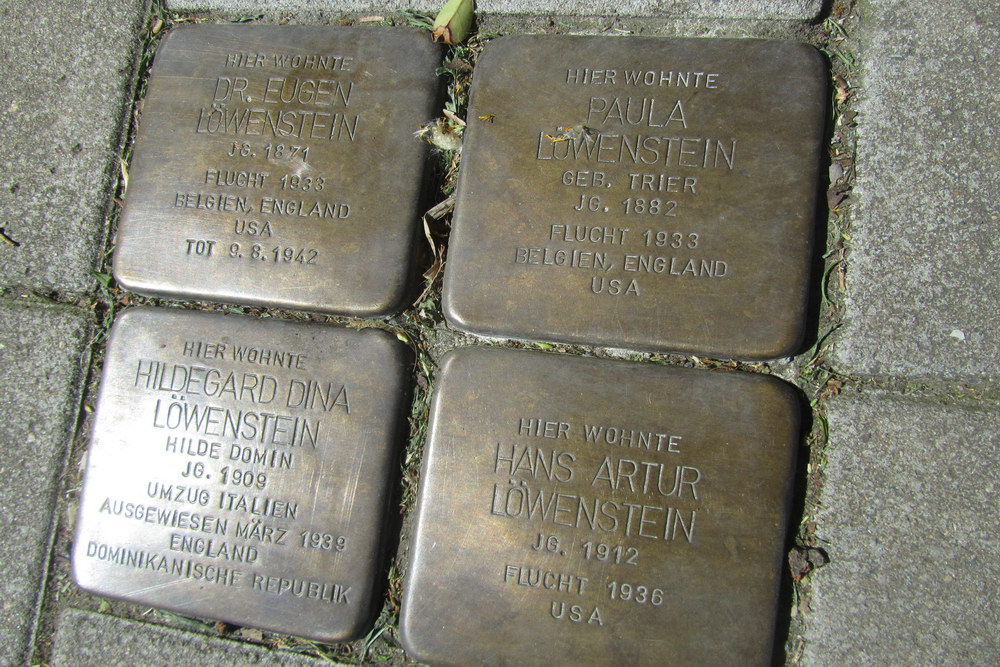 HIER WOHNTE
DR. EUGEN
LÖWENSTEIN
JG. 1871
FLUCHT 1933
BELGIEN, ENGLAND
USA
TOT 9.8.1942
HIER WOHNTE
PAULA
LÖWENSTEIN
GEB. TRIER
JG. 1882
FLUCHT 1933
BELGIEN, ENGLAND
USA
HIER WOHNTE
HILDEGARD DINA
LÖWENSTEIN
HILDE DOMIN
JG. 1909
UMZUG ITALIEN
AUSGEWIESEN MÄRZ 1939
ENGLAND
DOMINIKANISCHE REPUBLIK
HIER WOHNTE
HANS ARTUR
LÖWENSTEIN
JG. 1912
FLUCHT 1936
USA